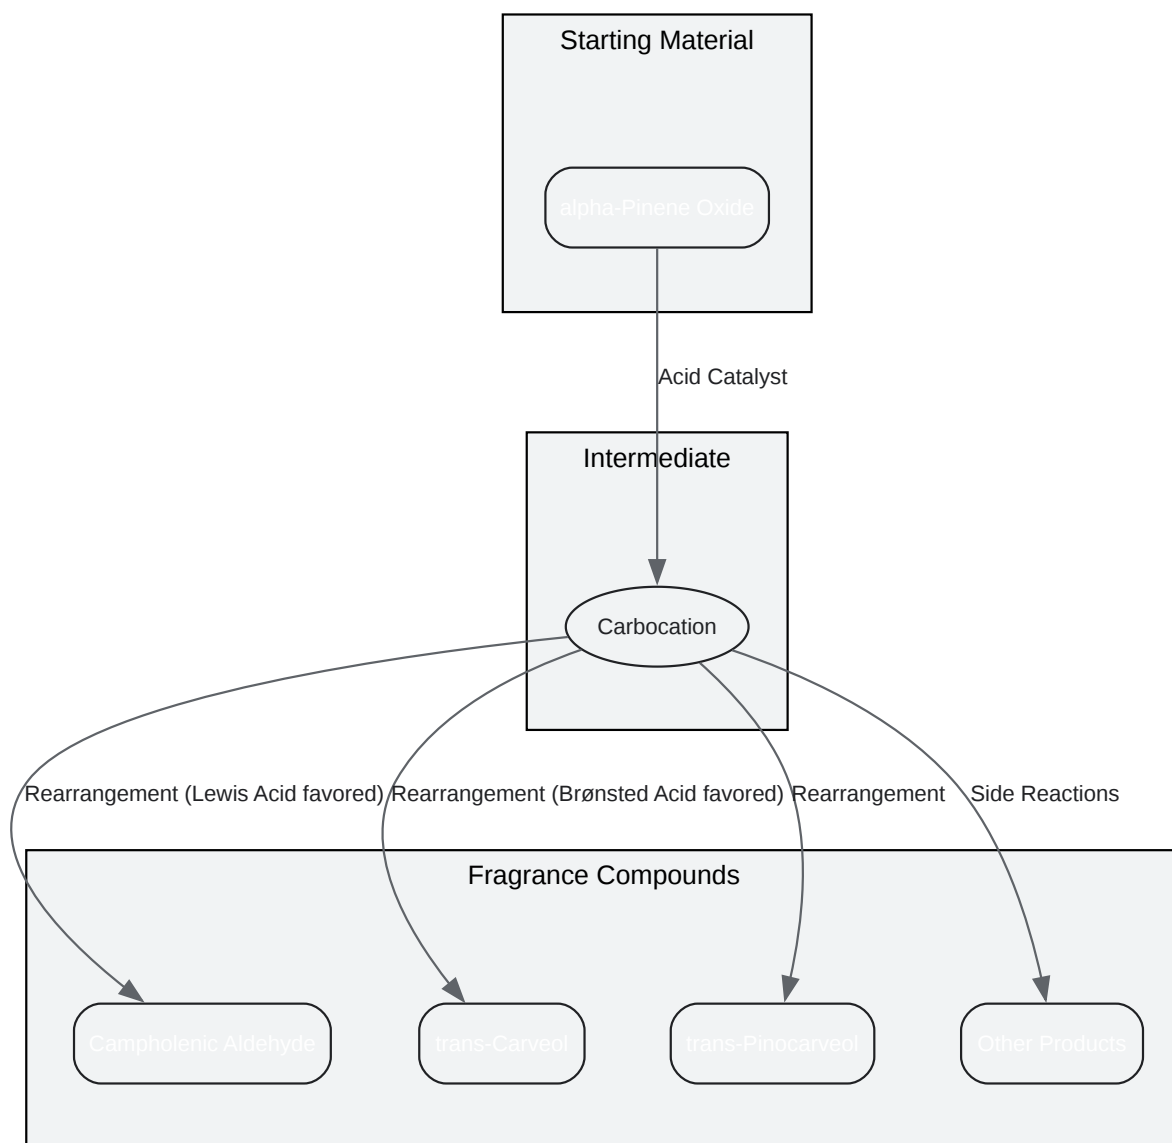 Starting Material
alpha-Pinene Oxide
Acid Catalyst
Intermediate
Carbocation
Rearrangement (Lewis Acid favored)
Rearrangement (Brønsted Acid favored)
Rearrangement
Side Reactions
Fragrance Compounds
Campholenic Aldehyde
trans-Carveol
trans-Pinocarveol
Other Products